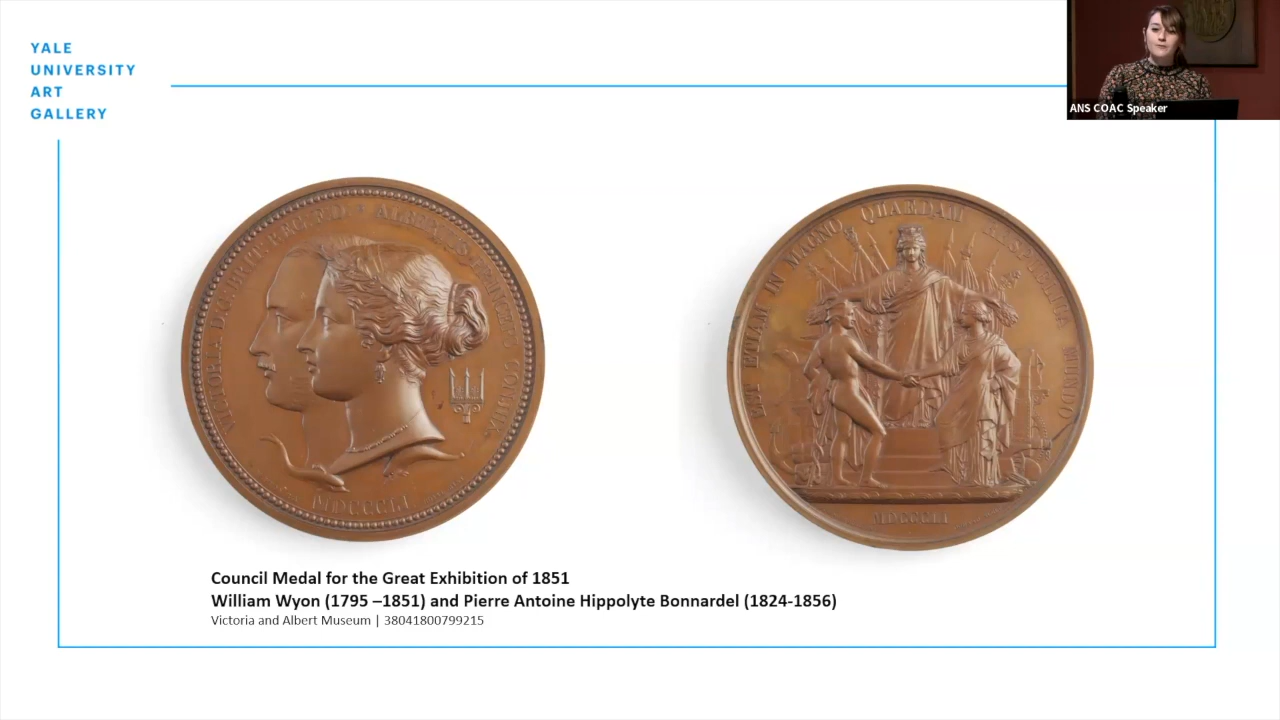 YALE
UNIVERSITY
ART
GALLERY
ANS COAC Speaker
VICTORIA D.G. BRIT. REG. F.D. ALBERTUS PRINCEPS CONJUX.
MDCCCLI
EST ETIAM IN MAGNO QUAEDAM RESPUBLICA MUNDO
MDCCCLI
Council Medal for the Great Exhibition of 1851
William Wyon (1795 –1851) and Pierre Antoine Hippolyte Bonnardel (1824-1856)
Victoria and Albert Museum | 38041800799215